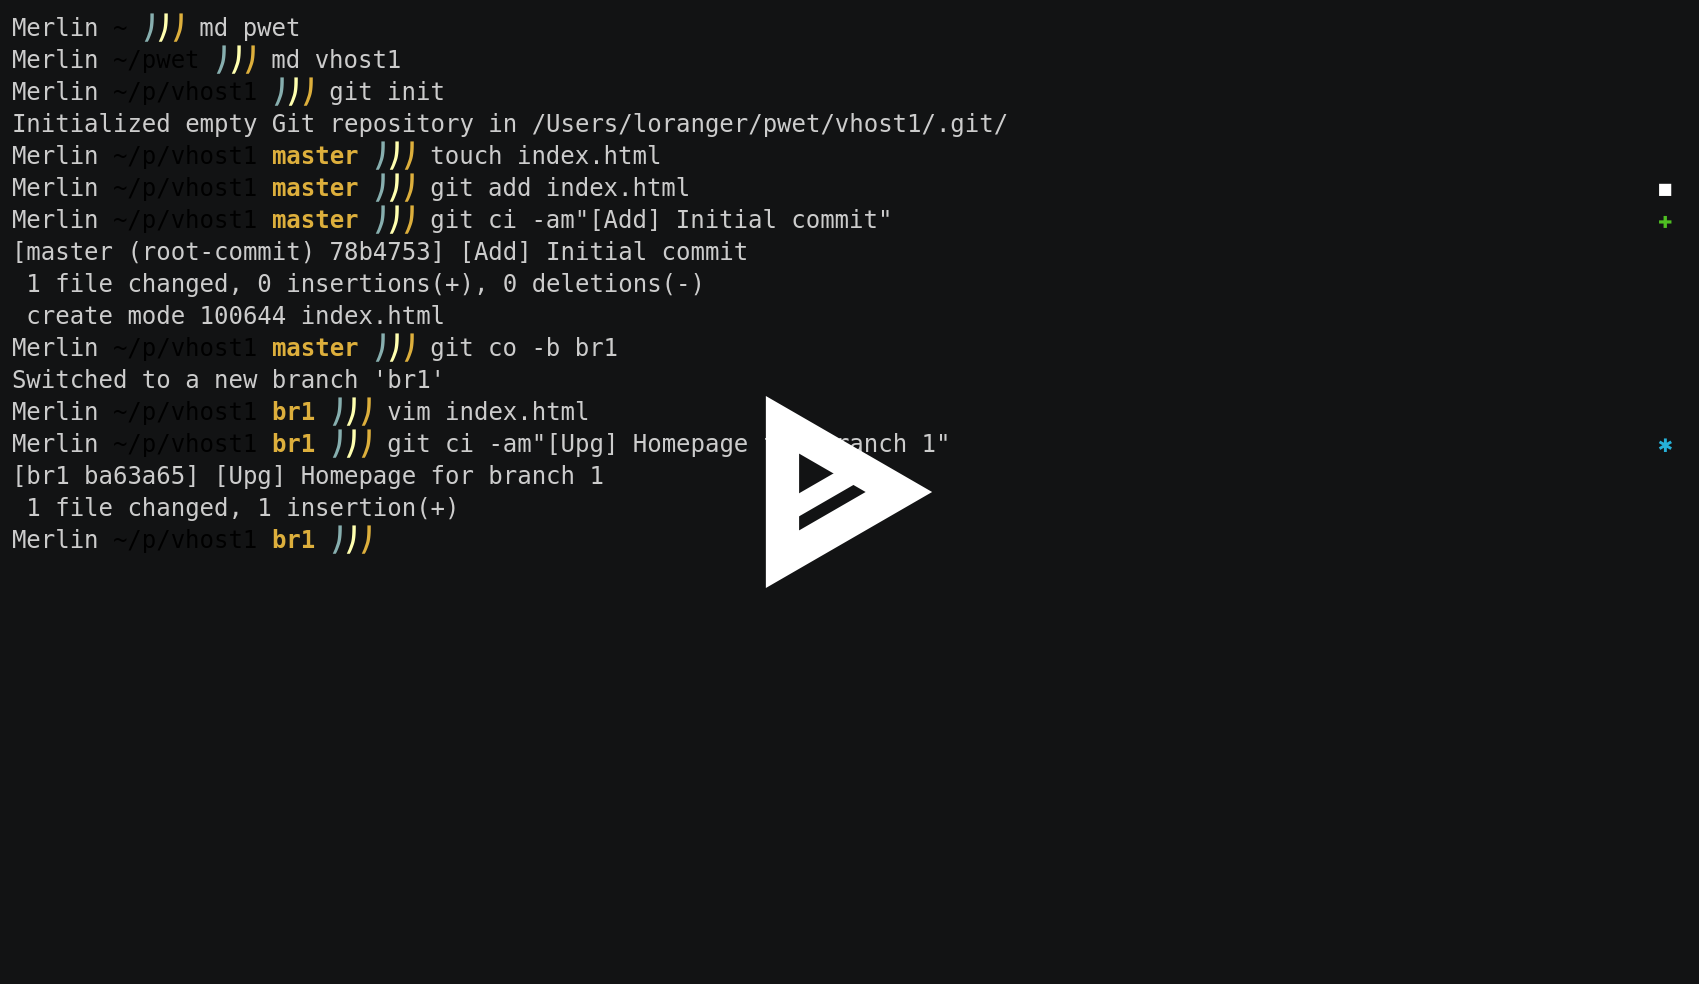 Merlin ~ ))) md pwet
Merlin ~/pwet ))) md vhost1
Merlin ~/p/vhost1 ))) git init
Initialized empty Git repository in /Users/loranger/pwet/vhost1/.git/
Merlin ~/p/vhost1 master ))) touch index.html
Merlin ~/p/vhost1 master ))) git add index.html ■
Merlin ~/p/vhost1 master ))) git ci -am"[Add] Initial commit" ✚
[master (root-commit) 78b4753] [Add] Initial commit
 1 file changed, 0 insertions(+), 0 deletions(-)
 create mode 100644 index.html
Merlin ~/p/vhost1 master ))) git co -b br1
Switched to a new branch 'br1'
Merlin ~/p/vhost1 br1 ))) vim index.html
Merlin ~/p/vhost1 br1 ))) git ci -am"[Upg] Homepage 1" ✱
[br1 ba63a65] [Upg] Homepage for branch 1
 1 file changed, 1 insertion(+)
Merlin ~/p/vhost1 br1 )))